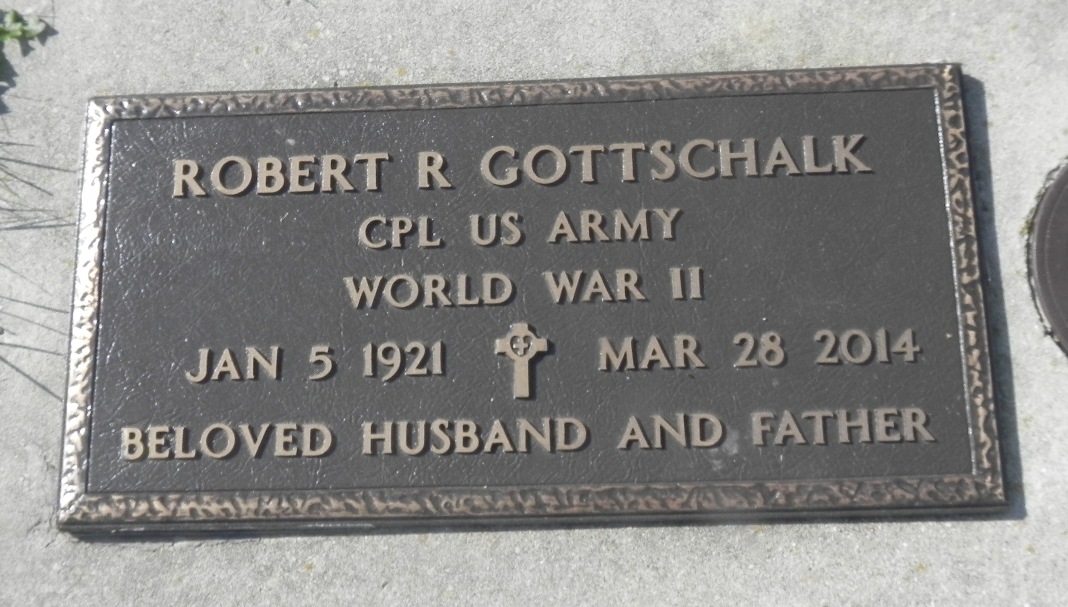 ROBERT R GOTTSCHALK
CPL US ARMY
WORLD WAR II
JAN 5 1921 MAR 28 2014
BELOVED HUSBAND AND FATHER